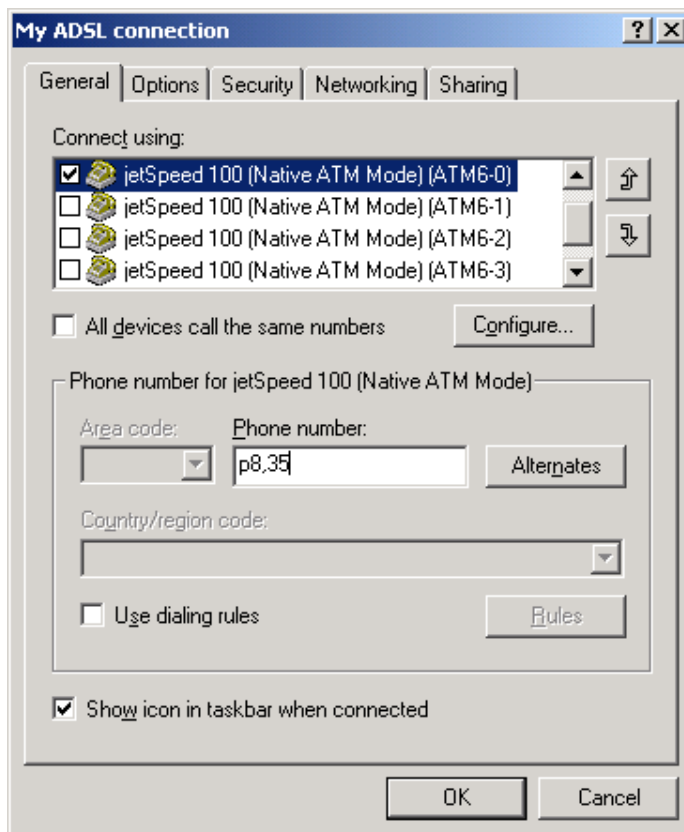 My ADSL connection
General Options Security Networking Sharing
Connect using:
jetSpeed 100 (Native ATM Mode) (ATM6-0)
jetSpeed 100 (Native ATM Mode) (ATM6-1)
jetSpeed 100 (Native ATM Mode) (ATM6-2)
jetSpeed 100 (Native ATM Mode) (ATM6-3)
All devices call the same numbers Configure...
Phone number for jetSpeed 100 (Native ATM Mode)
Area code: Phone number:
p8,35 Alternates
Country/region code:
Use dialing rules Rules
Show icon in taskbar when connected
OK Cancel